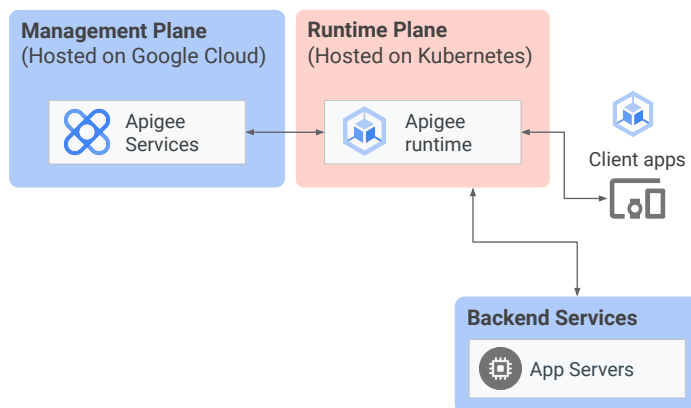 Management Plane
(Hosted on Google Cloud)
Apigee
Services
Runtime Plane
(Hosted on Kubernetes)
Apigee
runtime
Client apps
Backend Services
App Servers